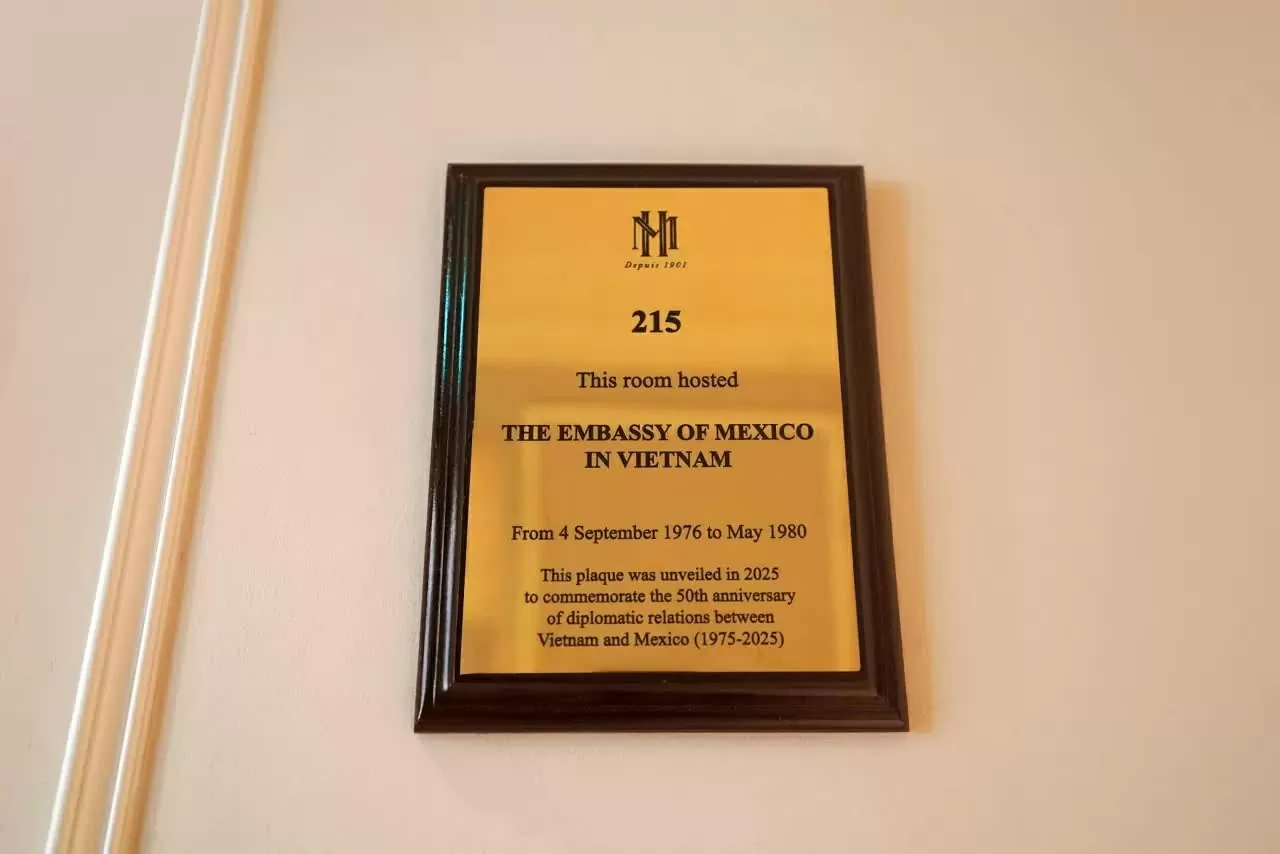 MH
Depuis 1901
215
This room hosted
THE EMBASSY OF MEXICO
IN VIETNAM
From 4 September 1976 to May 1980
This plaque was unveiled in 2025
to commemorate the 50th anniversary
of diplomatic relations between
Vietnam and Mexico (1975-2025)